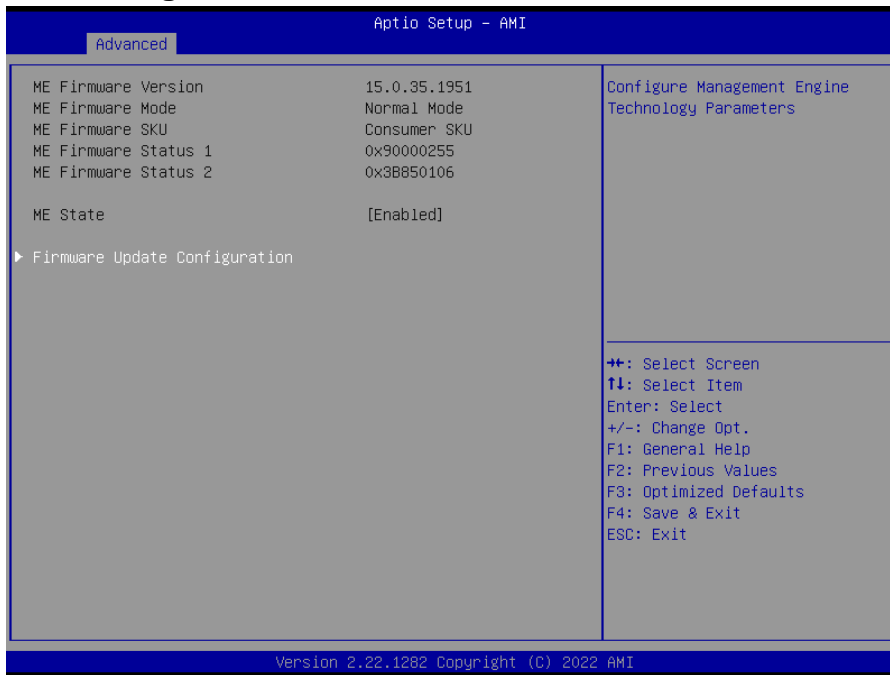 Aptio Setup – AMI
Advanced
ME Firmware Version 15.0.35.1951
ME Firmware Mode Normal Mode
ME Firmware SKU Consumer SKU
ME Firmware Status 1 0x90000255
ME Firmware Status 2 0x3B850106
ME State [Enabled]
▶ Firmware Update Configuration
Configure Management Engine
Technology Parameters
→←: Select Screen
↑↓: Select Item
Enter: Select
+/-: Change Opt.
F1: General Help
F2: Previous Values
F3: Optimized Defaults
F4: Save & Exit
ESC: Exit
Version 2.22.1282 Copyright (C) 2022 AMI